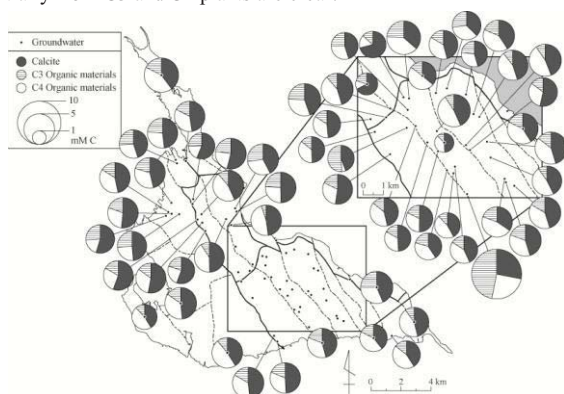 Groundwater
Calcite
C3 Organic materials
C4 Organic materials
10
5
1
mM C
0 1 km
0 2 4 km